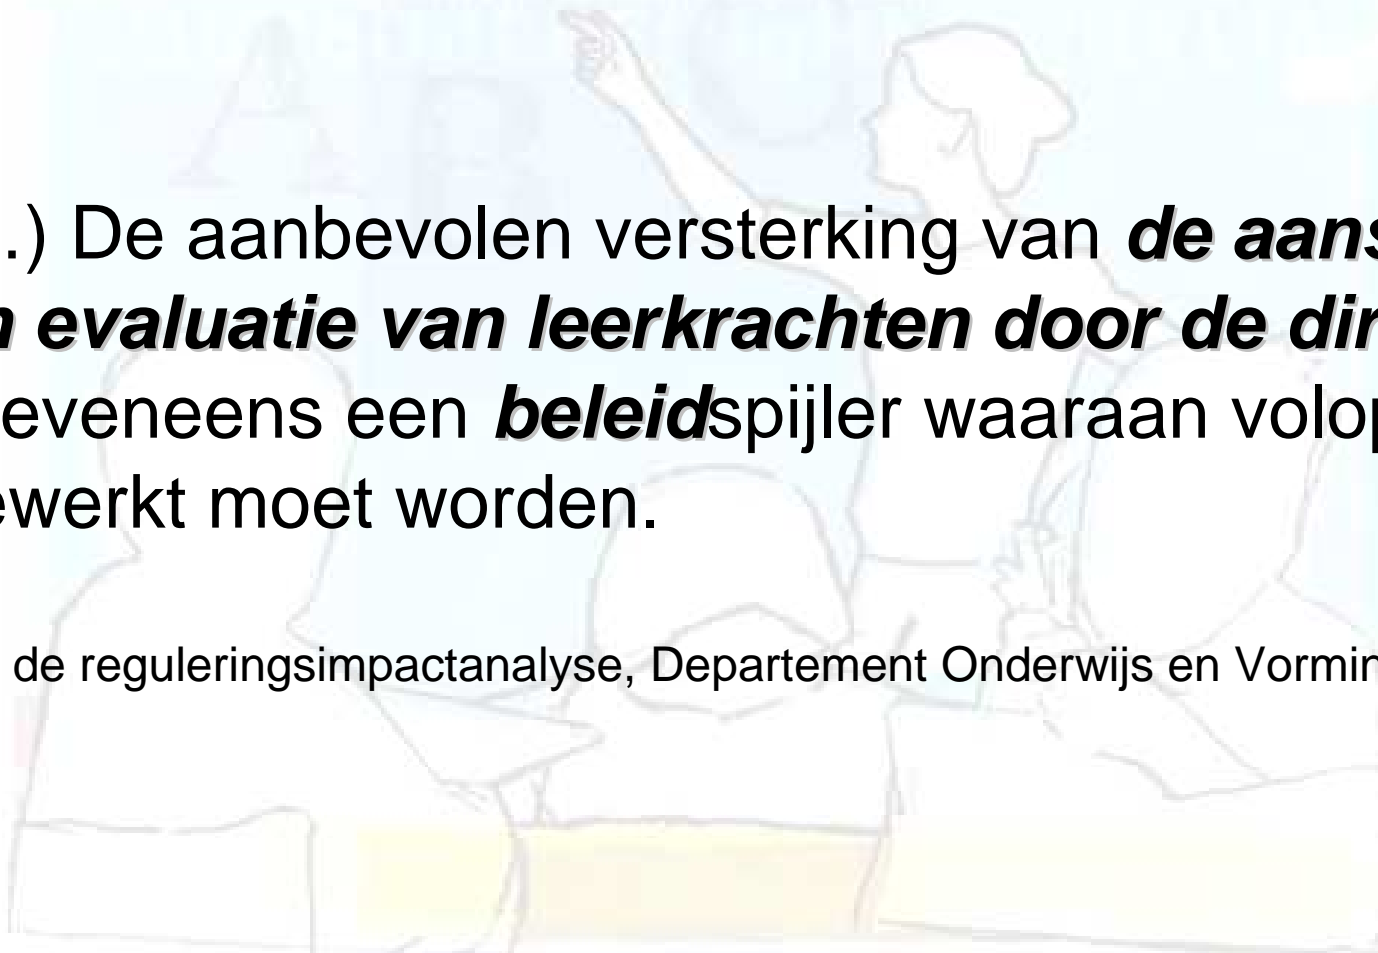 .) De aanbevolen versterking van de aans
n evaluatie van leerkrachten door de dir
eveneens een beleidspijler waaraan volop
ewerkt moet worden.
de reguleringsimpactanalyse, Departement Onderwijs en Vormin